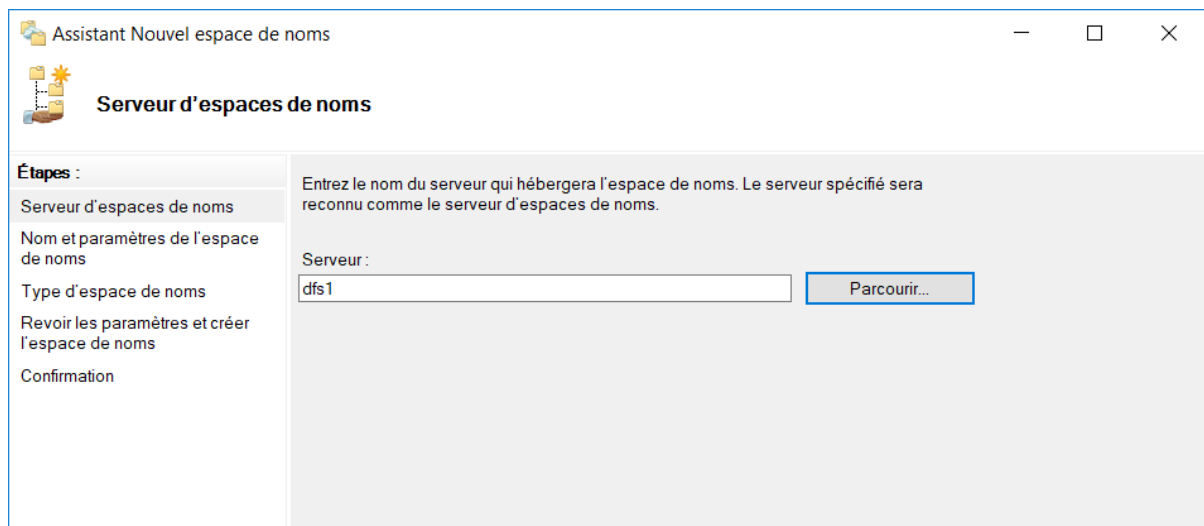 Assistant Nouvel espace de noms
Serveur d'espaces de noms
Étapes :
Serveur d'espaces de noms
Nom et paramètres de l'espace
de noms
Type d'espace de noms
Revoir les paramètres et créer
l'espace de noms
Confirmation
Entrez le nom du serveur qui hébergera l'espace de noms. Le serveur spécifié sera
reconnu comme le serveur d'espaces de noms.
Serveur :
dfs1
Parcourir...